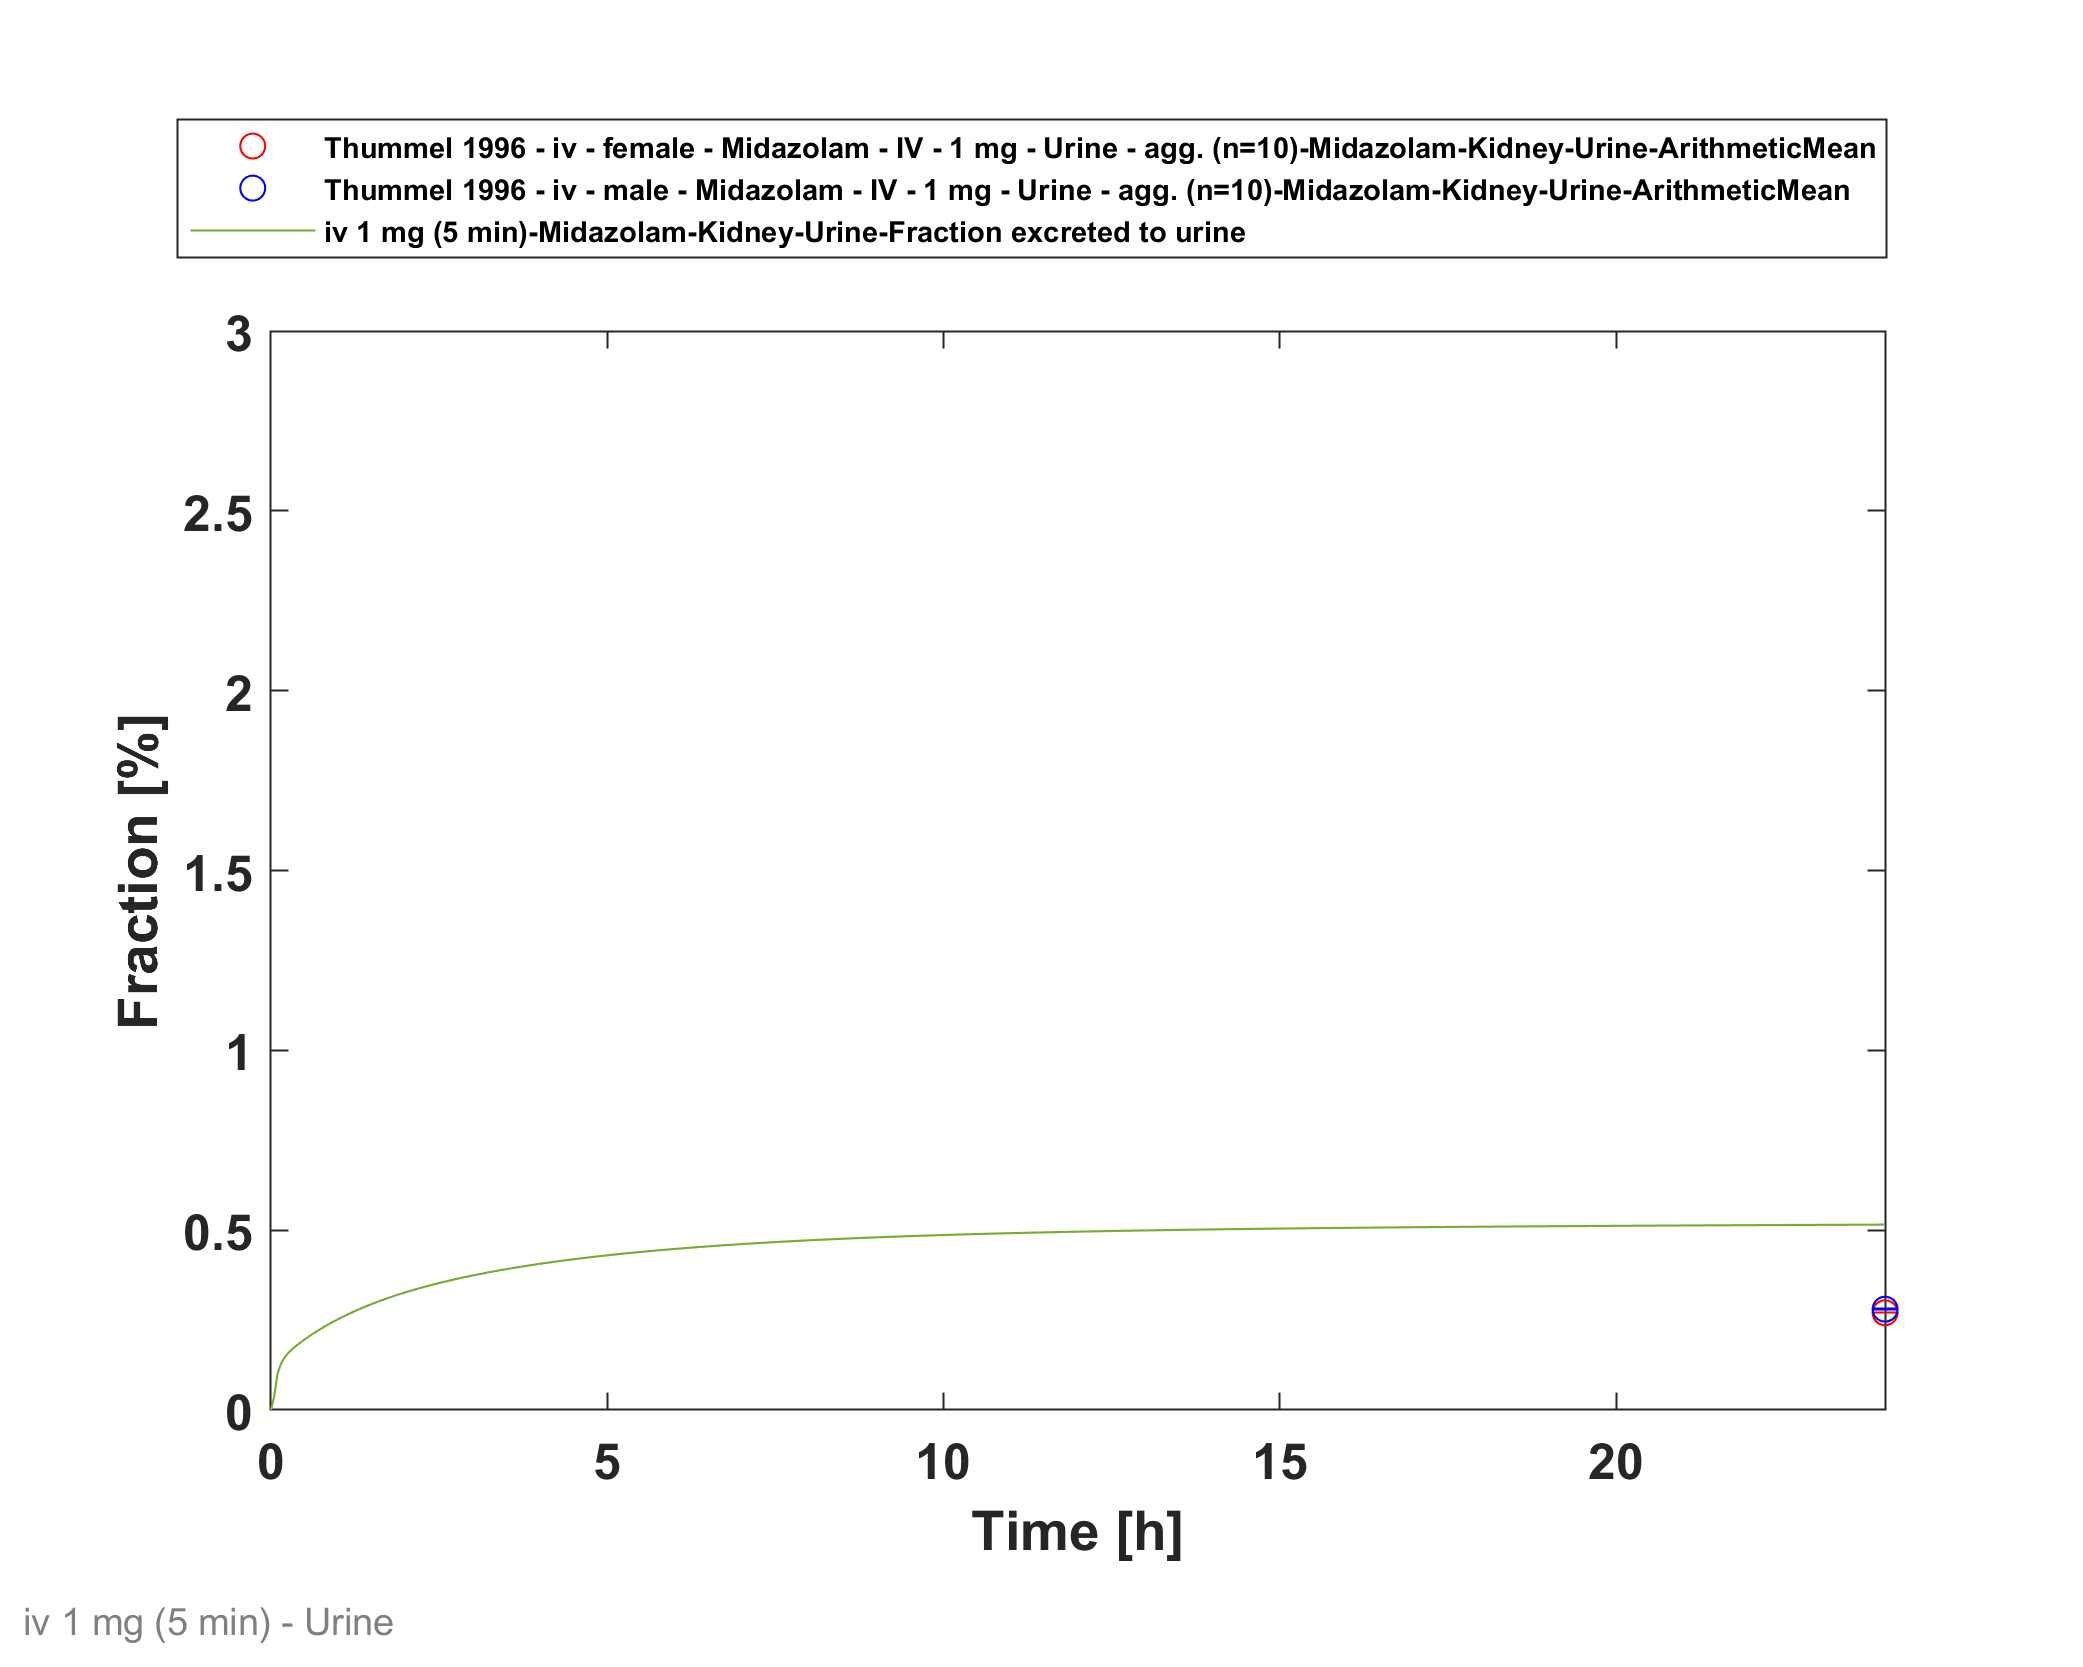 Thummel 1996 - iv - female - Midazolam - IV - 1 mg - Urine - agg. (n=10)-Midazolam-Kidney-Urine-ArithmeticMean
Thummel 1996 - iv - male - Midazolam - IV - 1 mg - Urine - agg. (n=10)-Midazolam-Kidney-Urine-ArithmeticMean
iv 1 mg (5 min)-Midazolam-Kidney-Urine-Fraction excreted to urine
Fraction [%]
3
2.5
2
1.5
1
0.5
0
0 5 10 15 20
Time [h]
iv 1 mg (5 min) - Urine